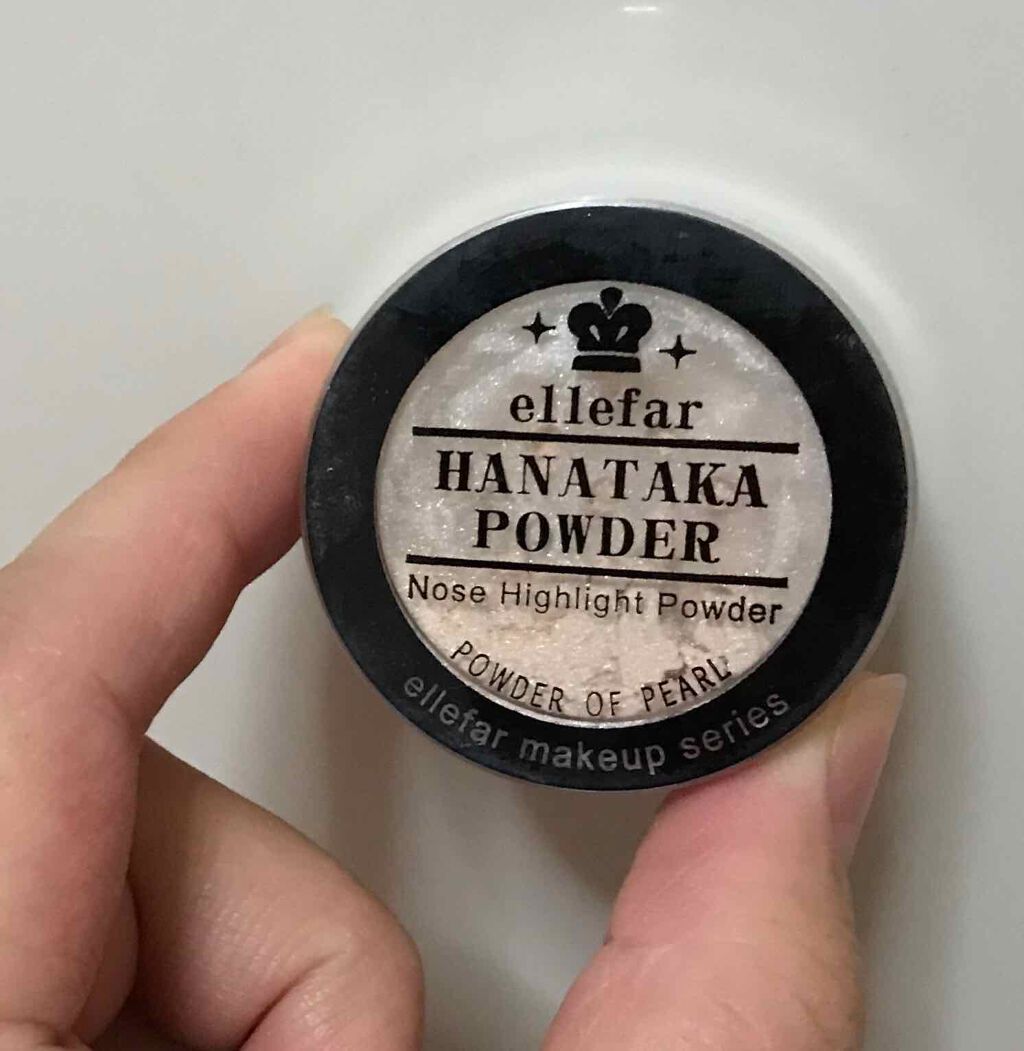 ellefar
HANATAKA
POWDER
Nose Highlight Powder
POWDER OF PEARL
ellefar makeup series